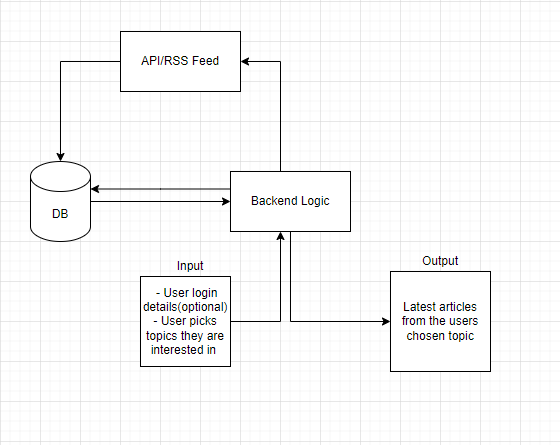 API/RSS Feed
DB
Backend Logic
Input
- User login
details(optional)
- User picks
topics they are
interested in
Output
Latest articles
from the users
chosen topic